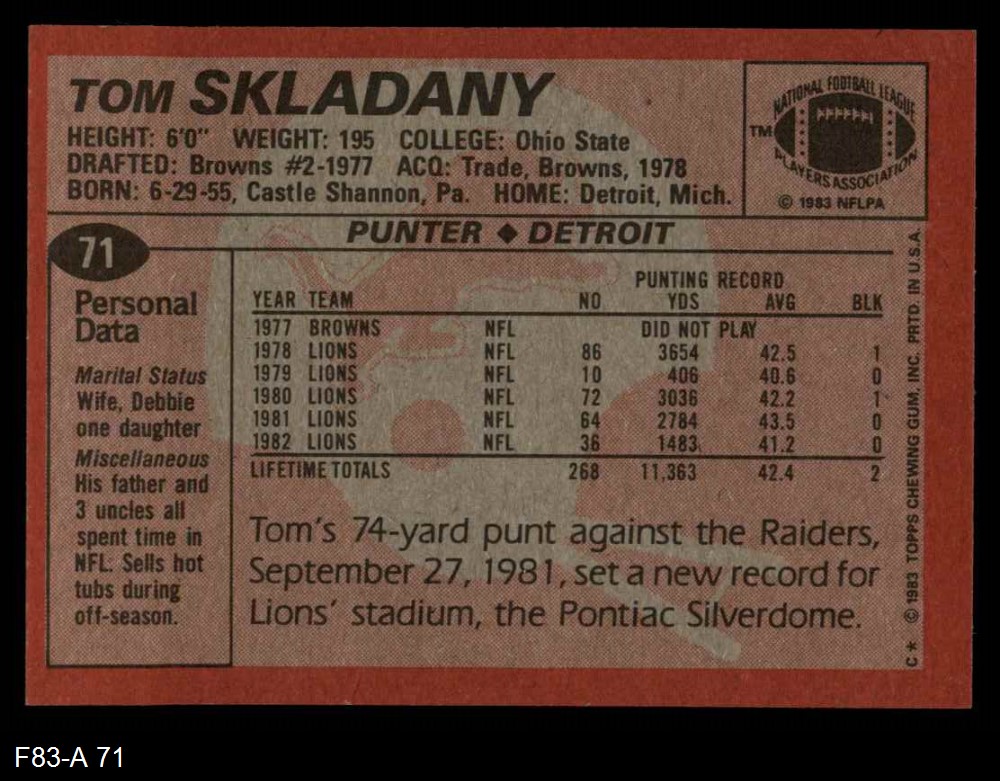 TOM SKLADANY
HEIGHT: 6'0" WEIGHT: 195 COLLEGE: Ohio State
DRAFTED: Browns #2-1977 ACQ: Trade, Browns, 1978
BORN: 6-29-55, Castle Shannon, Pa. HOME: Detroit, Mich.
NATIONAL FOOTBALL LEAGUE
TM
PLAYERS ASSOCIATION
© 1983 NFLPA
PUNTER ◆ DETROIT
71
Personal
Data
Marital Status
Wife, Debbie
one daughter
Miscellaneous
His father and
3 uncles all
spent time in
NFL. Sells hot
tubs during
off-season.
PUNTING RECORD
YEAR TEAM NO YDS AVG BLK
1977 BROWNS NFL DID NOT PLAY
1978 LIONS NFL 86 3654 42.5 1
1979 LIONS NFL 10 406 40.6 0
1980 LIONS NFL 72 3036 42.2 1
1981 LIONS NFL 64 2784 43.5 0
1982 LIONS NFL 36 1483 41.2 0
LIFETIME TOTALS 268 11,363 42.4 2
Tom's 74-yard punt against the Raiders,
September 27, 1981, set a new record for
Lions' stadium, the Pontiac Silverdome.
C* © 1983 TOPPS CHEWING GUM, INC. PRTD. IN U.S.A.
F83-A 71